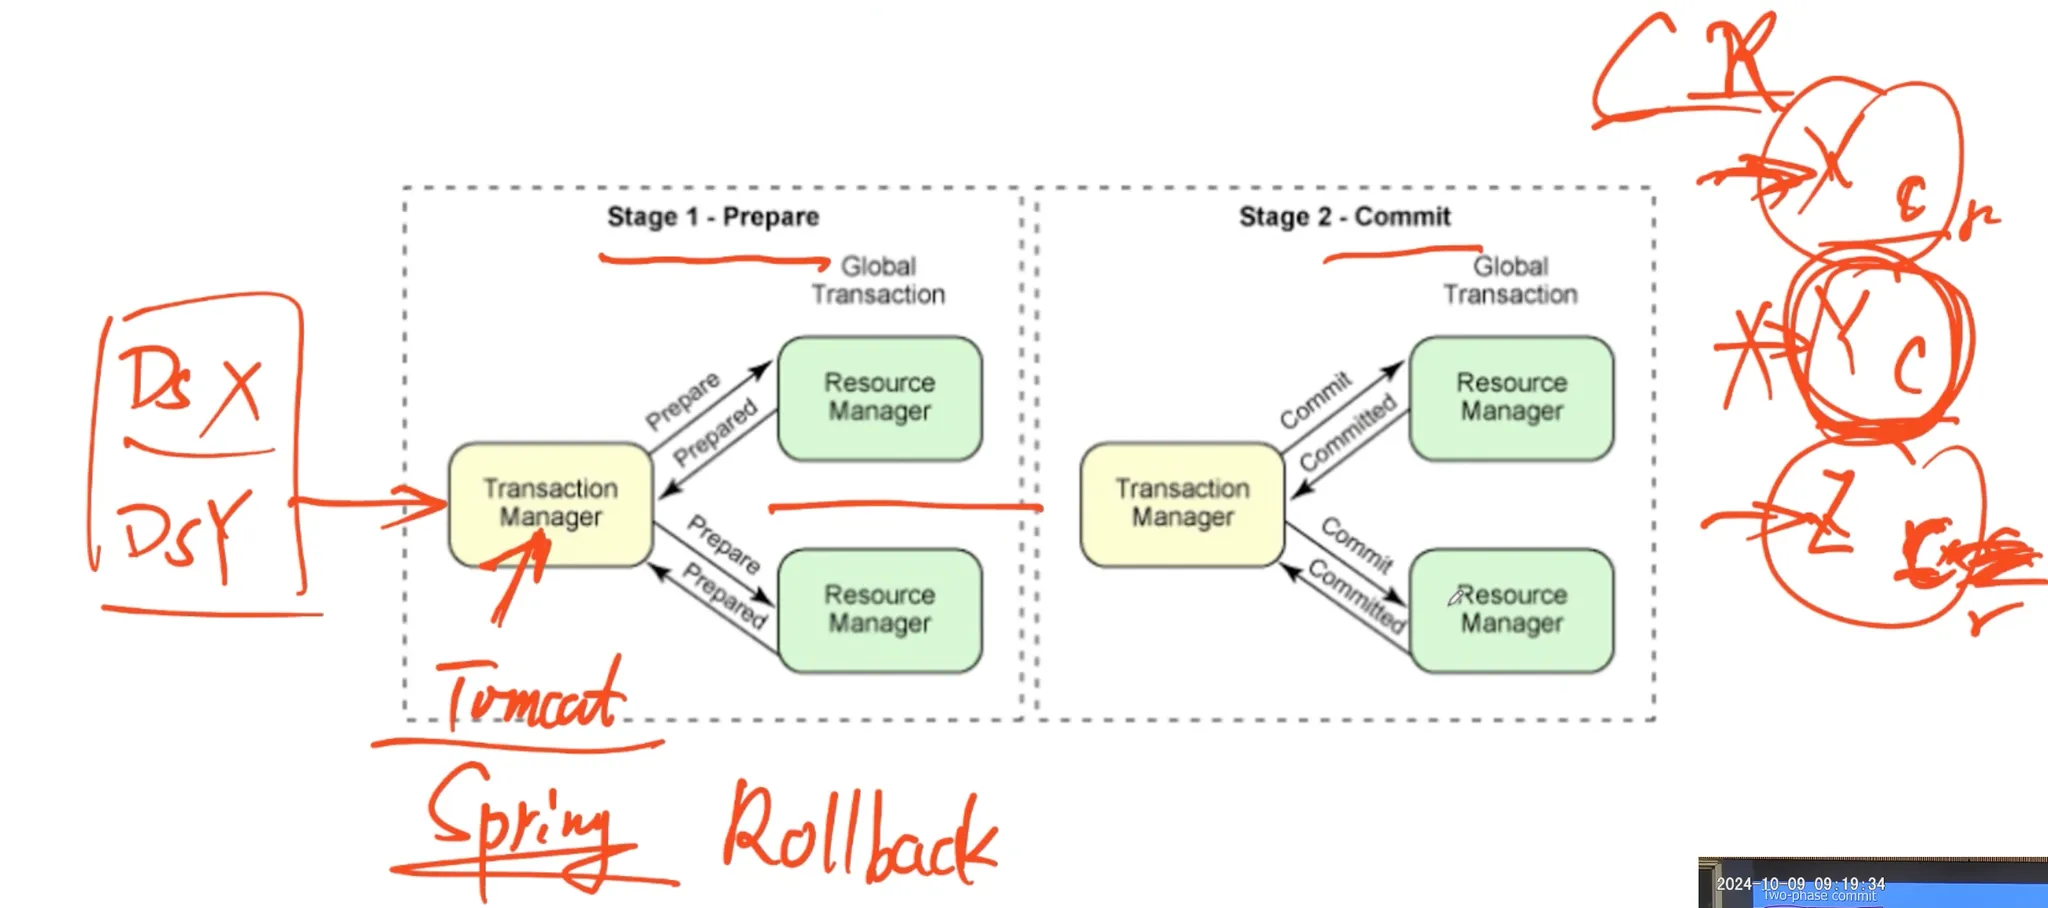 C R
X
C
r
Stage 1 - Prepare
Global
Transaction
Prepare
Prepared
Resource
Manager
Transaction
Manager
Prepare
Prepared
Resource
Manager
Stage 2 - Commit
Global
Transaction
Commit
Committed
Resource
Manager
Transaction
Manager
Commit
Committed
Resource
Manager
Y
C
Z
DS X
DS Y
Tomcat
Spring
Rollback
2024-10-09 09:19:34
Two-phase commit